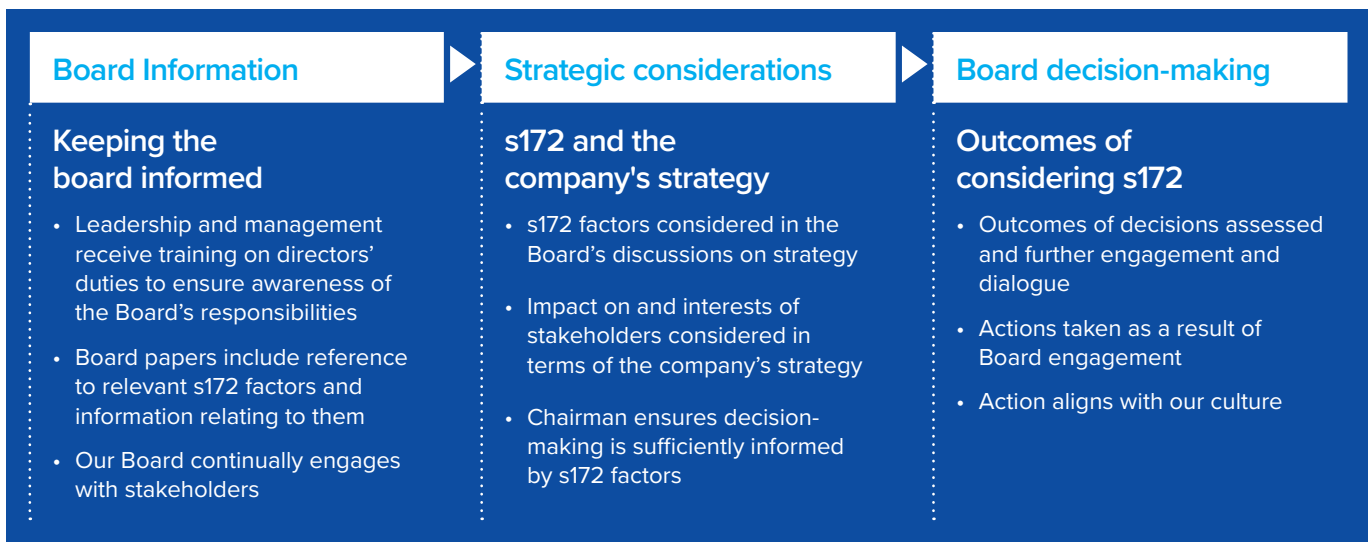 Board Information
Keeping the
board informed
• Leadership and management
receive training on directors’
duties to ensure awareness of
the Board’s responsibilities
• Board papers include reference
to relevant s172 factors and
information relating to them
• Our Board continually engages
with stakeholders
Strategic considerations
s172 and the
company's strategy
• s172 factors considered in the
Board’s discussions on strategy
• Impact on and interests of
stakeholders considered in
terms of the company’s strategy
• Chairman ensures decision-
making is sufficiently informed
by s172 factors
Board decision-making
Outcomes of
considering s172
• Outcomes of decisions assessed
and further engagement and
dialogue
• Actions taken as a result of
Board engagement
• Action aligns with our culture